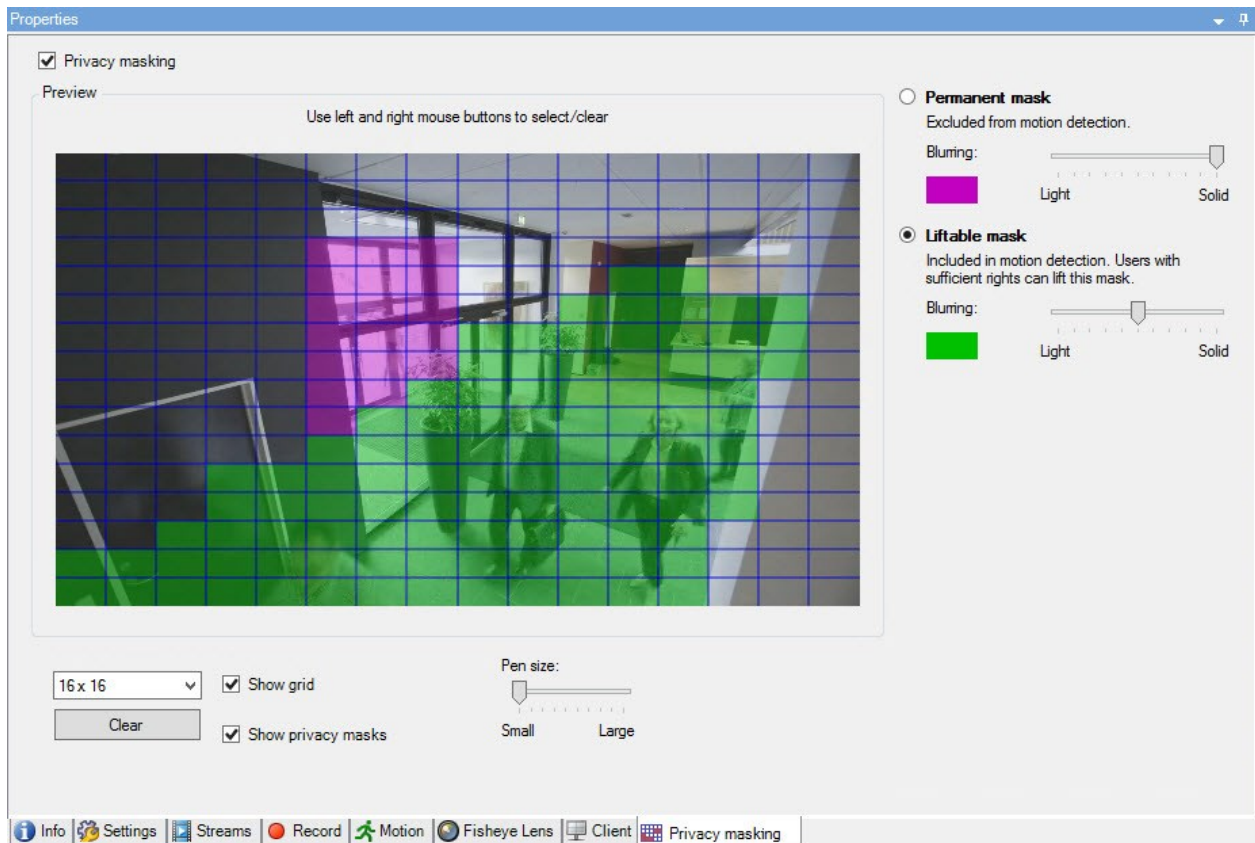 Properties
Privacy masking
Preview
Use left and right mouse buttons to select/clear
Permanent mask
Excluded from motion detection.
Blurring:
Light Solid
Liftable mask
Included in motion detection. Users with
sufficient rights can lift this mask.
Blurring:
Light Solid
16 x 16
Show grid
Clear
Show privacy masks
Pen size:
Small Large
Info Settings Streams Record Motion Fisheye Lens Client Privacy masking